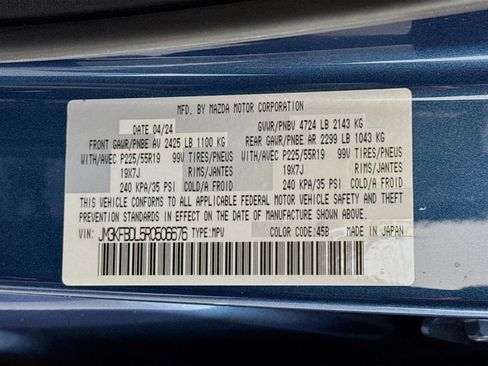 MFD. BY MAZDA MOTOR CORPORATION
DATE 04/24 GVWR/PNBV 4724 LB 2143 KG
FRONT GAWR/PNBE AV 2425 LB 1100 KG REAR GAWR/PNBE AR 2299 LB 1043 KG
WITH/AVEC P225/55R19 99V TIRES/PNEUS WITH/AVEC P225/55R19 99V TIRES/PNEUS
19X7J 19X7J
240 KPA/35 PSI COLD/A FROID 240 KPA/35 PSI COLD/A FROID
THIS VEHICLE CONFORMS TO ALL APPLICABLE FEDERAL MOTOR VEHICLE SAFETY AND THEFT
PREVENTION STANDARDS IN EFFECT ON THE DATE OF MANUFACTURE SHOWN ABOVE.
VIN: JM3KFBDL5R0506676 TYPE:MPV COLOR CODE:45B MADE IN JAPAN